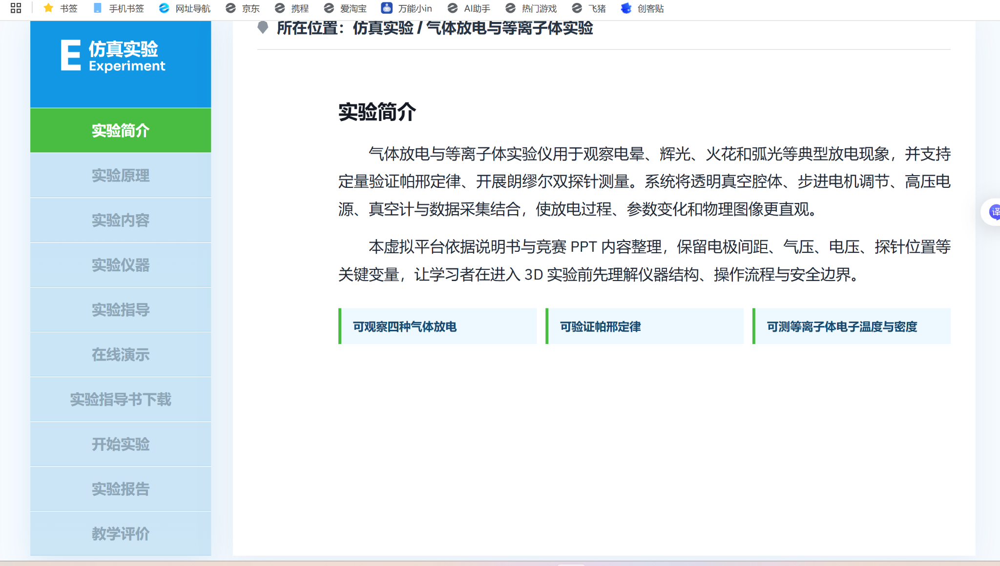 书签 手机书签 网址导航 京东 携程 爱淘宝 万能小in AI助手 热门游戏 飞猪 创客贴
所在位置：仿真实验 / 气体放电与等离子体实验
E 仿真实验
Experiment
实验简介
实验原理
实验内容
实验仪器
实验指导
在线演示
实验指导书下载
开始实验
实验报告
教学评价
实验简介
气体放电与等离子体实验仪用于观察电晕、辉光、火花和弧光等典型放电现象，并支持
定量验证帕邢定律、开展朗缪尔双探针测量。系统将透明真空腔体、步进电机调节、高压电
源、真空计与数据采集结合，使放电过程、参数变化和物理图像更直观。
本虚拟平台依据说明书与竞赛 PPT 内容整理，保留电极间距、气压、电压、探针位置等
关键变量，让学习者在进入 3D 实验前先理解仪器结构、操作流程与安全边界。
可观察四种气体放电
可验证帕邢定律
可测等离子体电子温度与密度
译